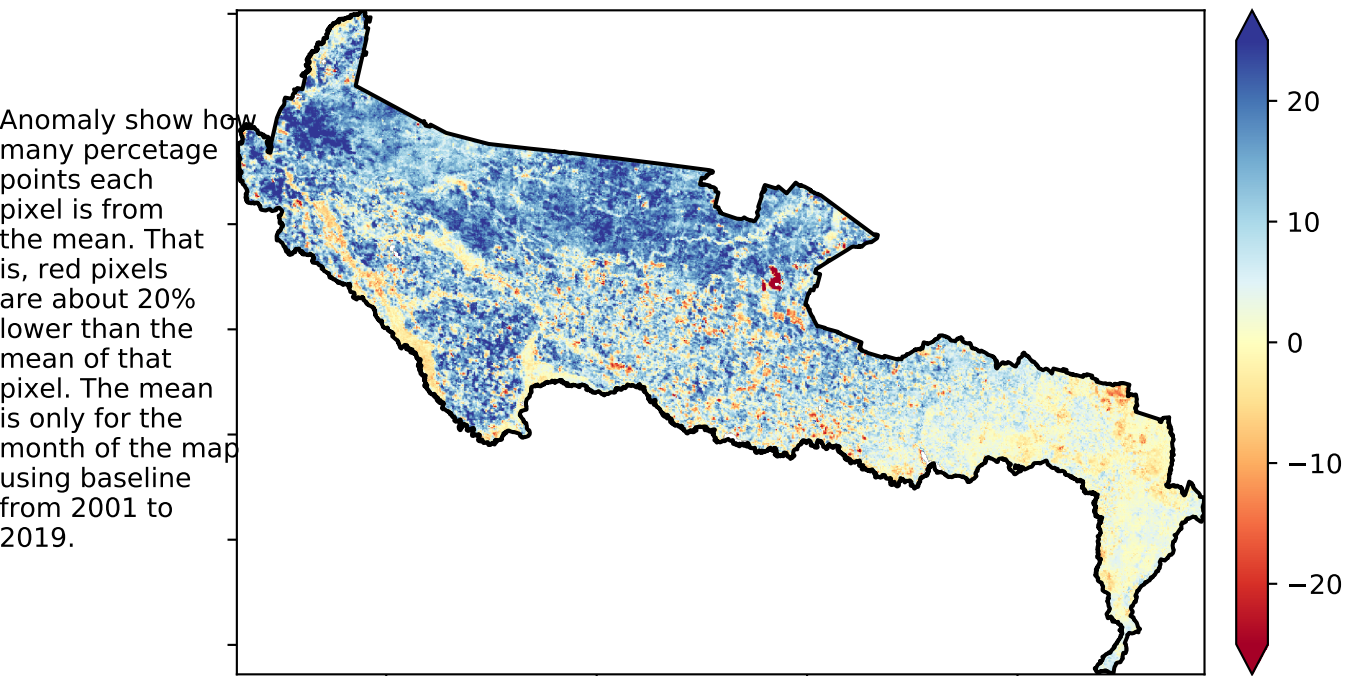 Anomaly show how
many percetage
points each
pixel is from
the mean. That
is, red pixels
are about 20%
lower than the
mean of that
pixel. The mean
is only for the
month of the map
using baseline
from 2001 to
2019.
20
10
0
−10
−20